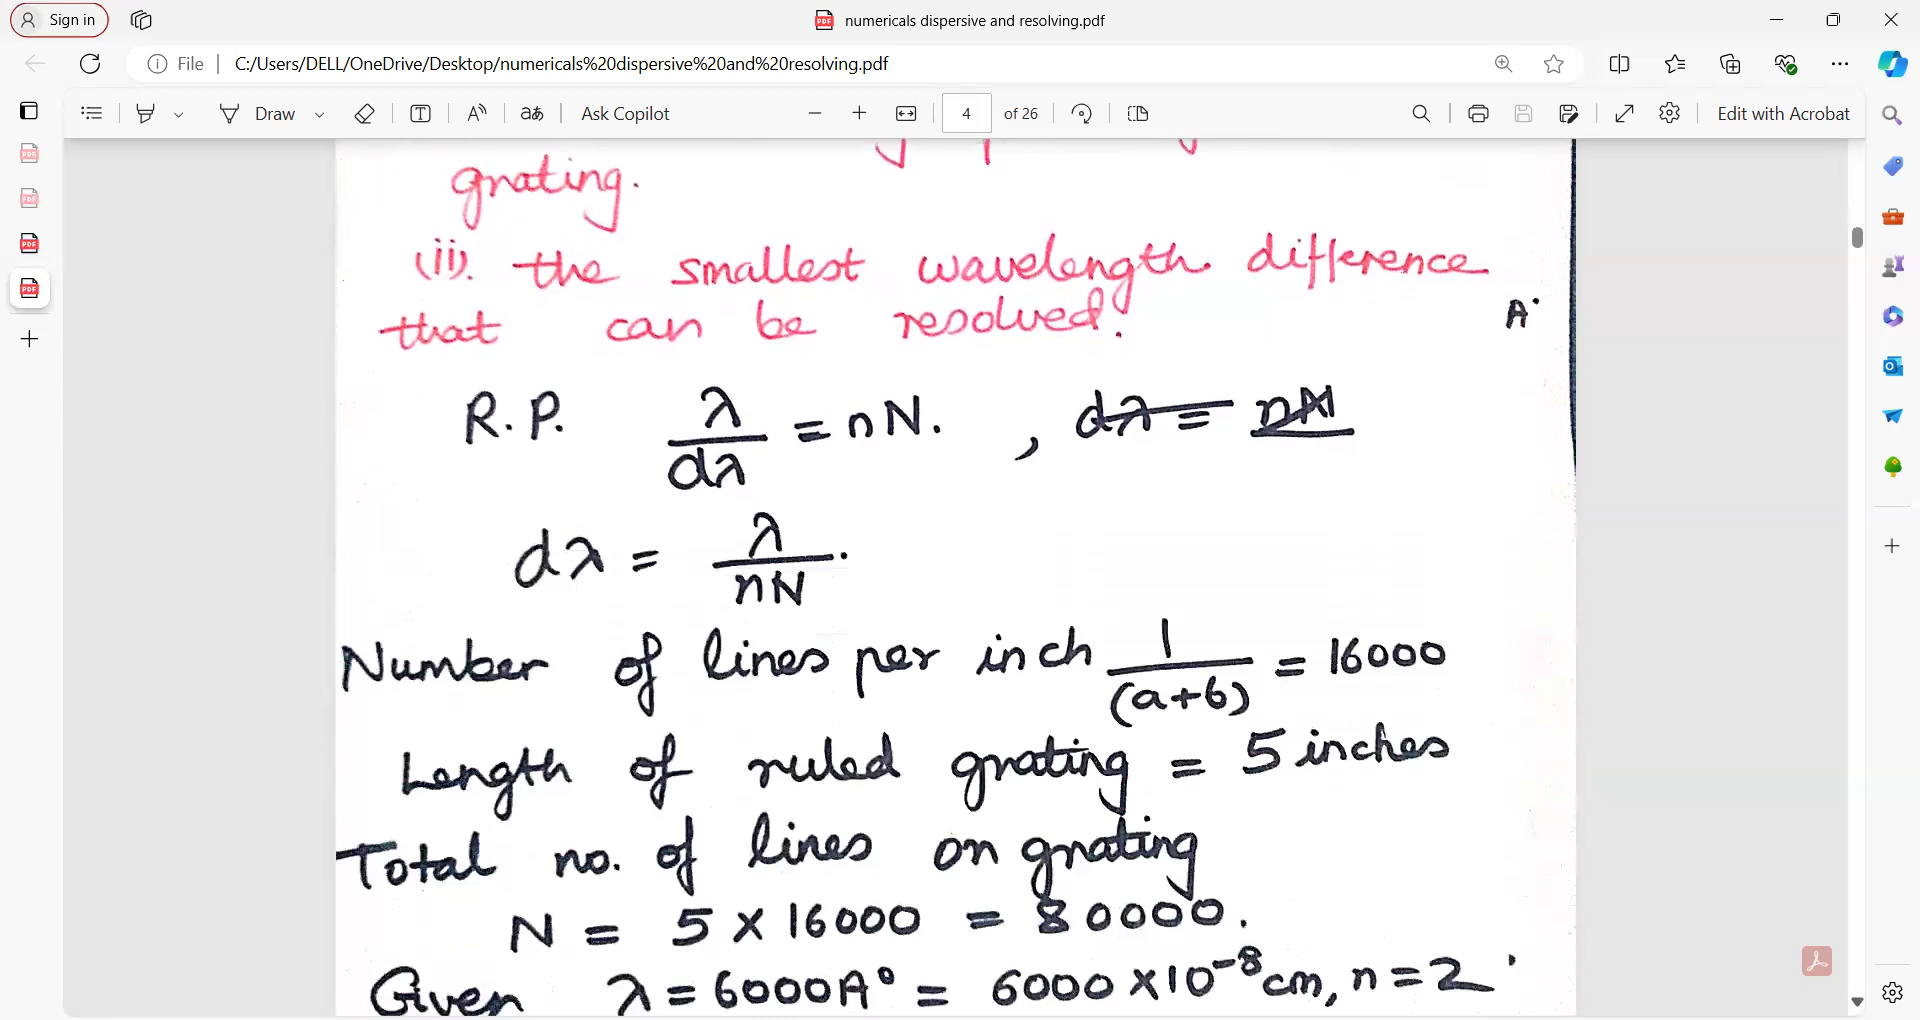 Sign in
numericals dispersive and resolving.pdf
File
C:/Users/DELL/OneDrive/Desktop/numericals%20dispersive%20and%20resolving.pdf
Draw
Ask Copilot
4 of 26
Edit with Acrobat
grating.
(ii). the smallest wavelength difference
that can be resolved.
A°
R.P. λ/dλ = nN. , dλ = nλ
dλ = λ/nN.
Number of lines per inch 1/(a+b) = 16000
Length of ruled grating = 5 inches
Total no. of lines on grating
N = 5 × 16000 = 80000.
Given λ = 6000A° = 6000 ×10⁻⁸ cm, n = 2